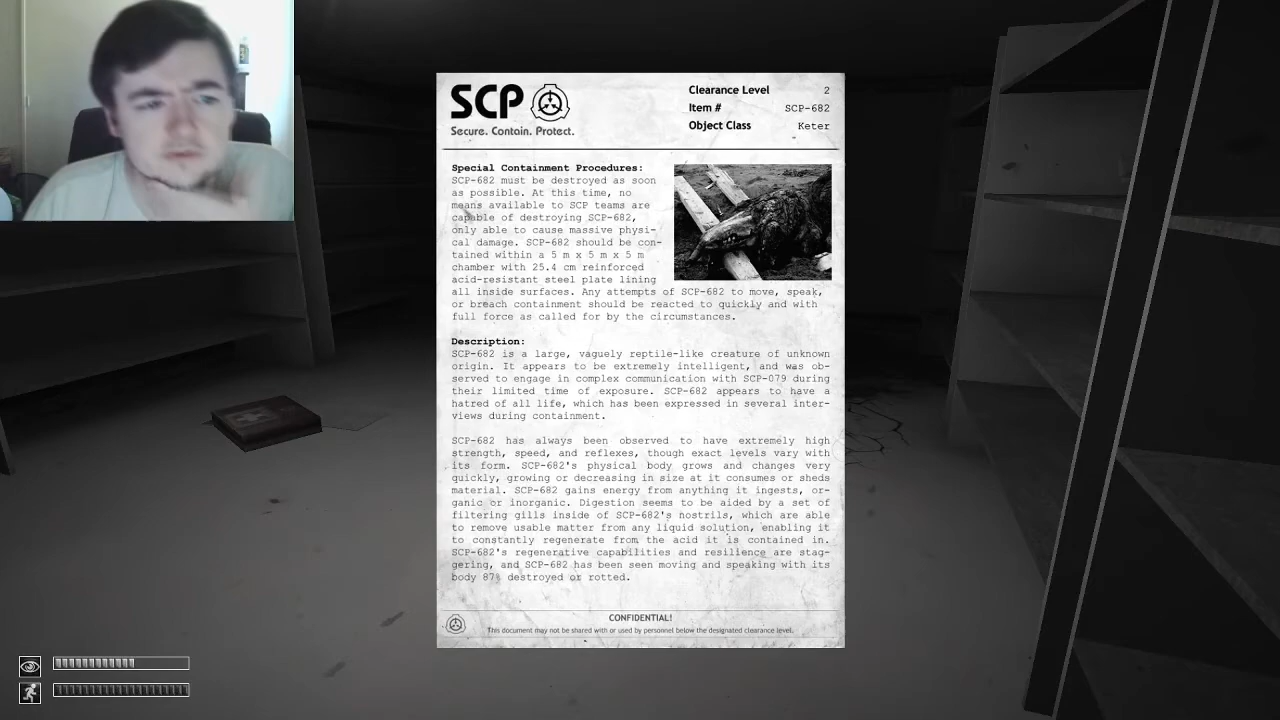 SCP
Secure. Contain. Protect.
Clearance Level 2
Item # SCP-682
Object Class Keter
Special Containment Procedures:
SCP-682 must be destroyed as soon
as possible. At this time, no
means available to SCP teams are
capable of destroying SCP-682,
only able to cause massive physi-
cal damage. SCP-682 should be con-
tained within a 5 m x 5 m x 5 m
chamber with 25.4 cm reinforced
acid-resistant steel plate lining
all inside surfaces. Any attempts of SCP-682 to move, speak,
or breach containment should be reacted to quickly and with
full force as called for by the circumstances.
Description:
SCP-682 is a large, vaguely reptile-like creature of unknown
origin. It appears to be extremely intelligent, and was ob-
served to engage in complex communication with SCP-079 during
their limited time of exposure. SCP-682 appears to have a
hatred of all life, which has been expressed in several inter-
views during containment.
SCP-682 has always been observed to have extremely high
strength, speed, and reflexes, though exact levels vary with
its form. SCP-682's physical body grows and changes very
quickly, growing or decreasing in size at it consumes or sheds
material. SCP-682 gains energy from anything it ingests, or-
ganic or inorganic. Digestion seems to be aided by a set of
filtering gills inside of SCP-682's nostrils, which are able
to remove usable matter from any liquid solution, enabling it
to constantly regenerate from the acid it is contained in.
SCP-682's regenerative capabilities and resilience are stag-
gering, and SCP-682 has been seen moving and speaking with its
body 87% destroyed or rotted.
CONFIDENTIAL!
This document may not be shared with or used by personnel below the designated clearance level.